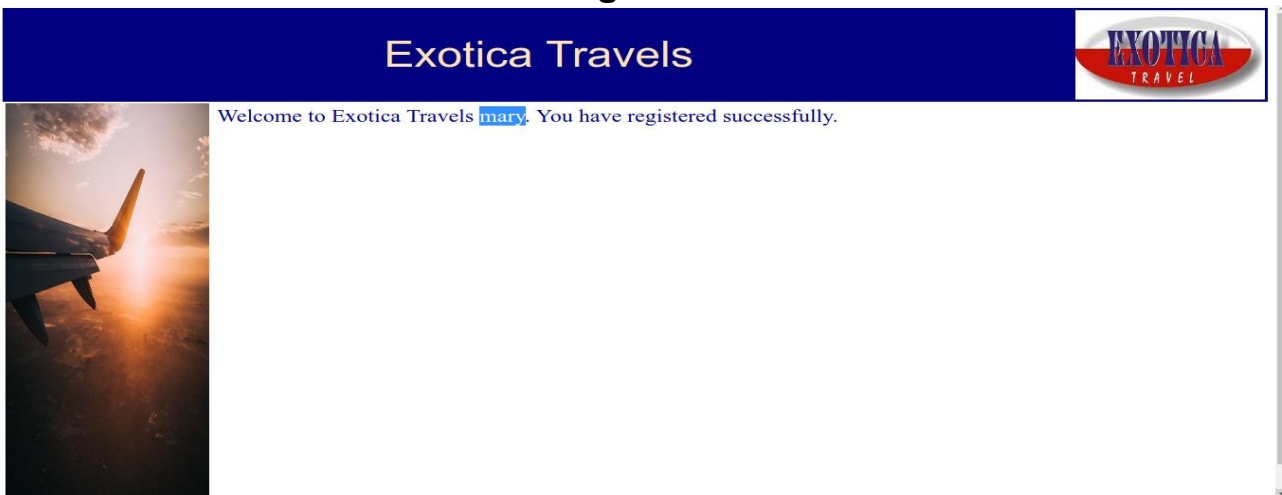 Exotica Travels
EXOTICA
TRAVEL
Welcome to Exotica Travels mary. You have registered successfully.